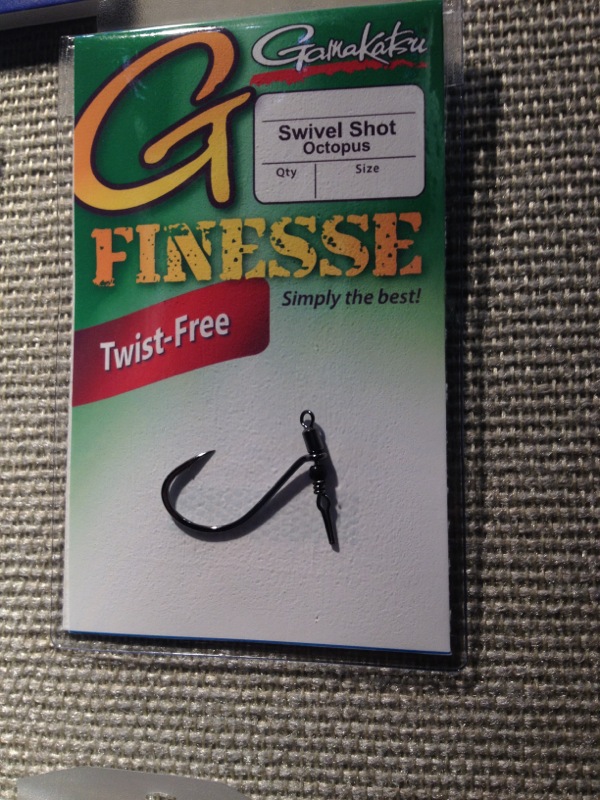 G
Gamakatsu
Swivel Shot
Octopus
Qty
Size
FINESSE
Simply the best!
Twist-Free